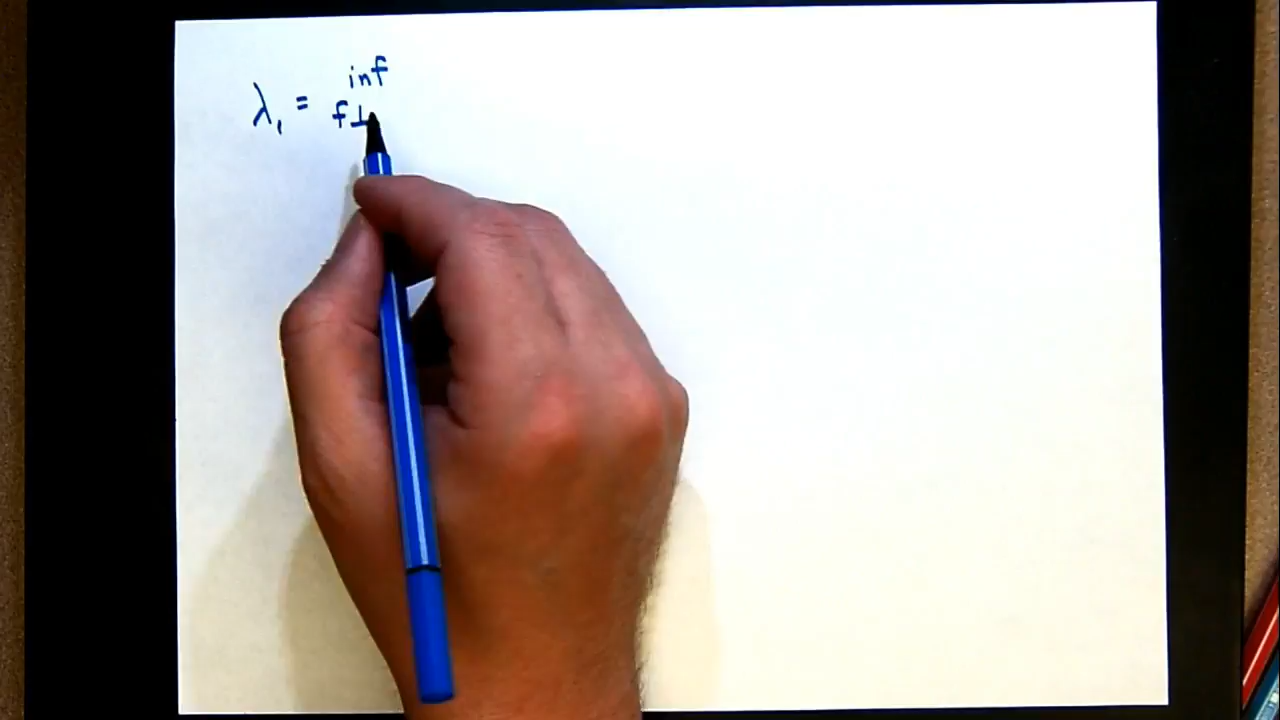 λ₁ = inf
f⊥